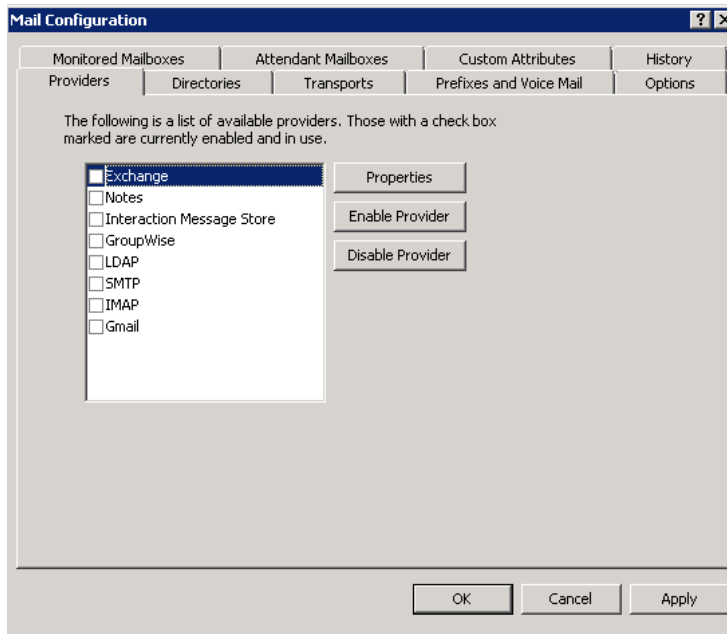 Mail Configuration
?
Monitored Mailboxes Attendant Mailboxes Custom Attributes History
Providers Directories Transports Prefixes and Voice Mail Options
The following is a list of available providers. Those with a check box
marked are currently enabled and in use.
Exchange Properties
Notes
Enable Provider
Interaction Message Store
GroupWise
Disable Provider
LDAP
SMTP
IMAP
Gmail
OK Cancel Apply